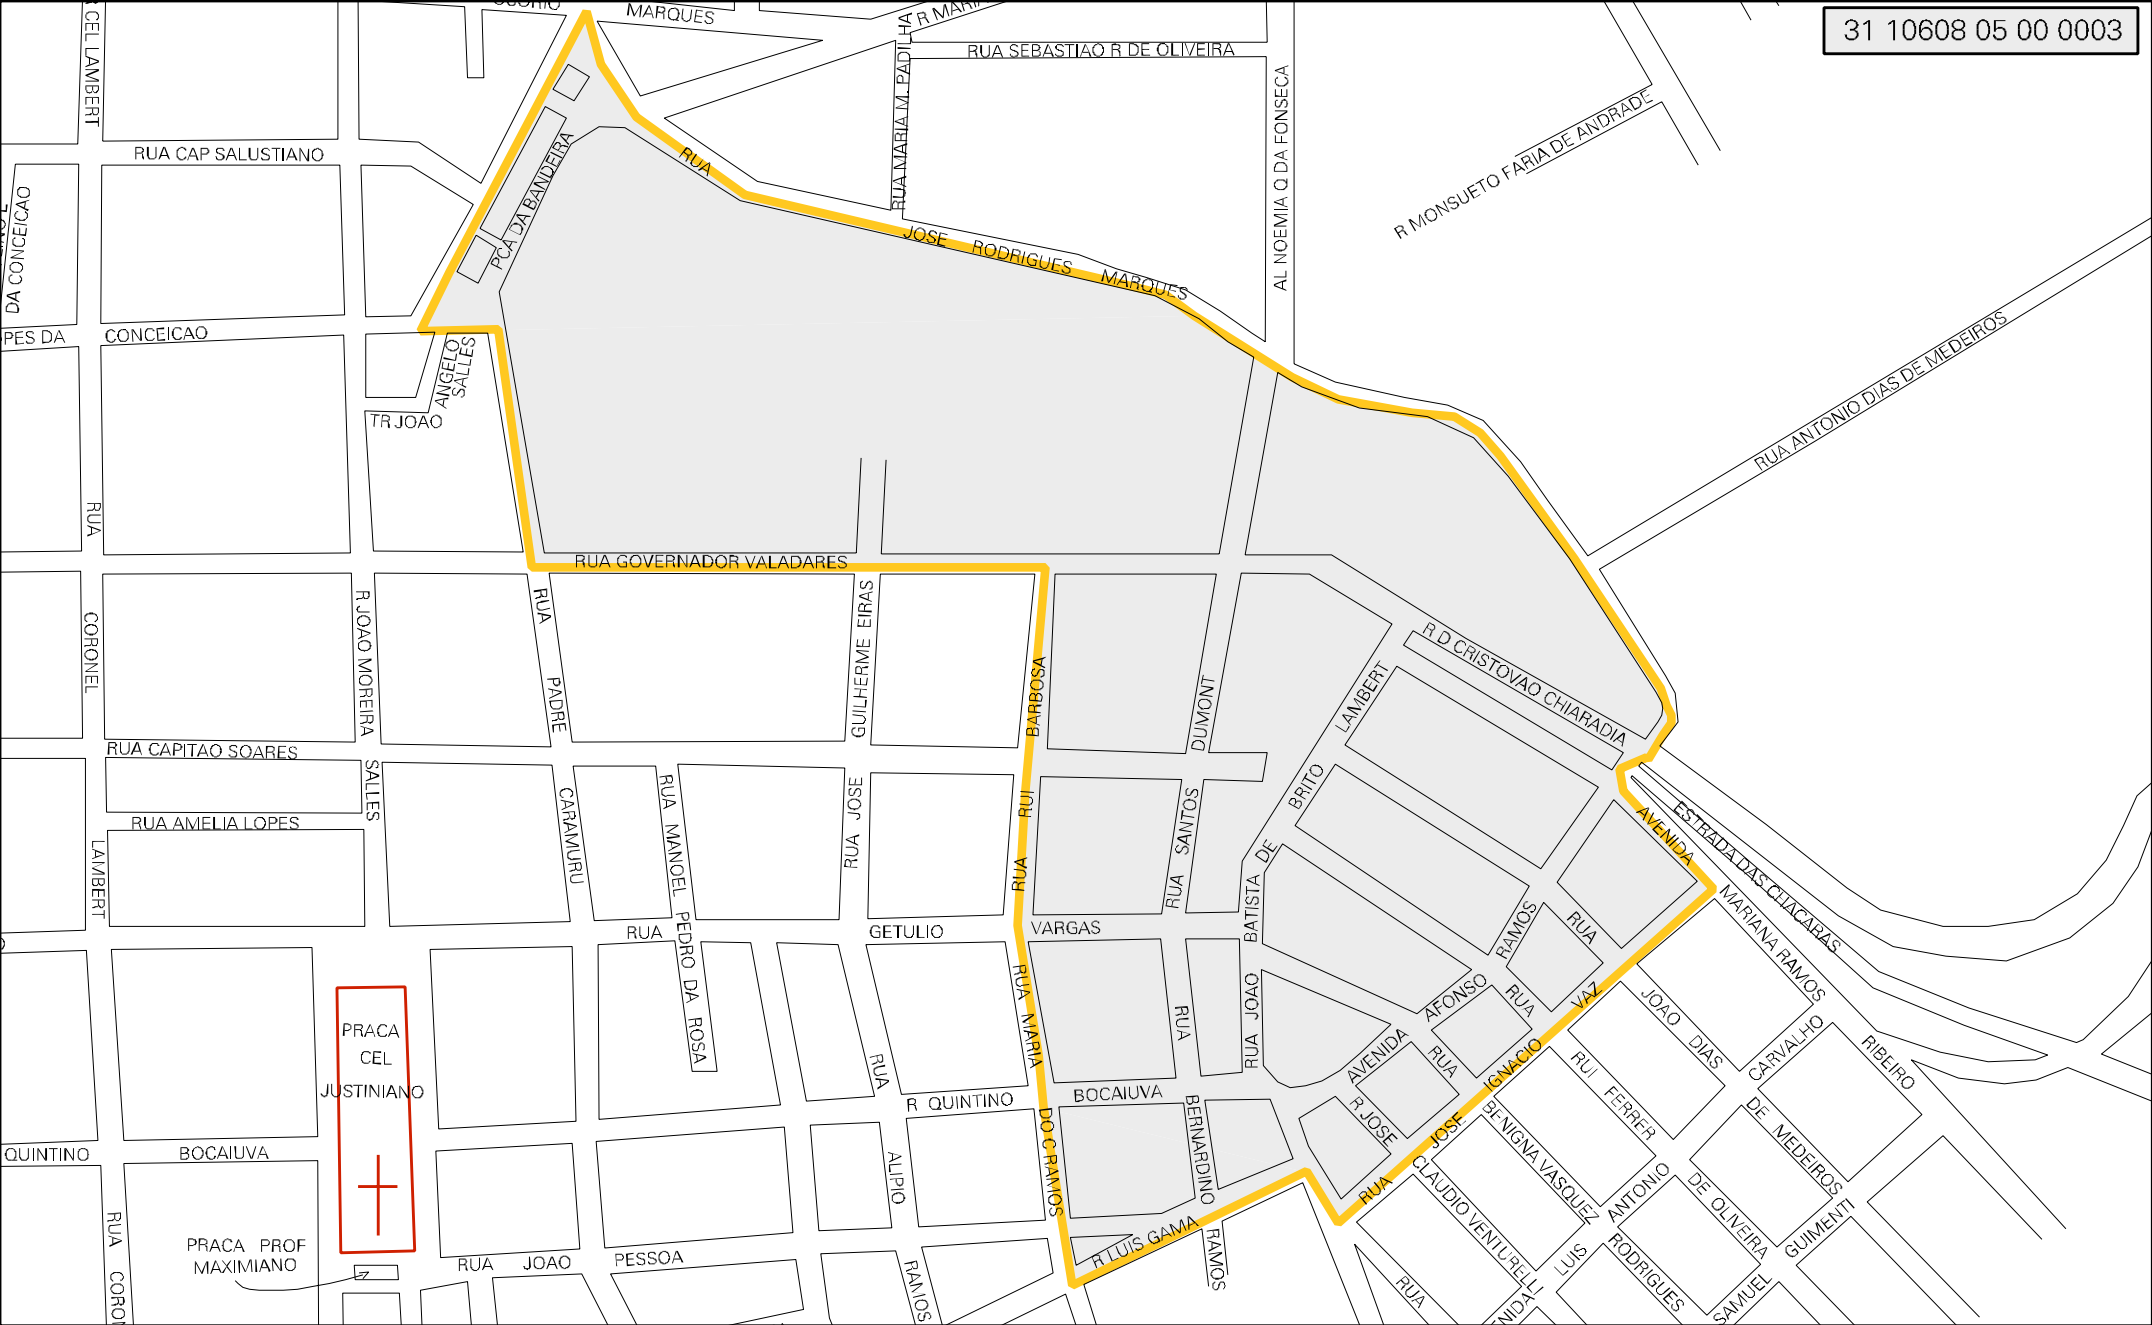 31 10608 05 00 0003
MARQUES
RUA SEBASTIAO R DE OLIVEIRA
RUA MARIA M. PADILHA
AL NOEMIA Q DA FONSECA
R MONSUETO FARIA DE ANDRADE
RUA ANTONIO DIAS DE MEDEIROS
CEL LAMBERT
RUA CAP SALUSTIANO
DA CONCEICAO
PES DA CONCEICAO
PCA DA BANDEIRA
RUA JOSE RODRIGUES MARQUES
TR JOAO ANGELO
SALLES
RUA CORONEL LAMBERT
R JOAO MOREIRA SALLES
RUA GOVERNADOR VALADARES
RUA PADRE CARAMURU
RUA JOSE GUILHERME EIRAS
RUA RUI BARBOSA
RUA SANTOS DUMONT
R D CRISTOVAO CHIARADIA
RUA JOAO BATISTA DE BRITO LAMBERT
RUA CAPITAO SOARES
RUA AMELIA LOPES
RUA MANOEL PEDRO DA ROSA
RUA GETULIO VARGAS
AVENIDA MARIANA RAMOS RIBEIRO
ESTRADA DAS CHACARAS
AVENIDA AFONSO RAMOS
RUA JOAO DIAS DE MEDEIROS
RUA RUI FERRER DE OLIVEIRA
RUA BENIGNA VASQUEZ RODRIGUES
R JOSE CLAUDIO VENTURELLI
RUA JOSE IGNACIO VAZ
LUIS ANTONIO CARVALHO
SAMUEL GUIMENTI
RUA MARIA DO C RAMOS
RUA BERNARDINO RAMOS
RUA ALIPIO RAMOS
R QUINTINO BOCAIUVA
PRACA
CEL
JUSTINIANO
QUINTINO BOCAIUVA
PRACA PROF
MAXIMIANO
RUA JOAO PESSOA
R LUIS GAMA
RUA
RUA CORON